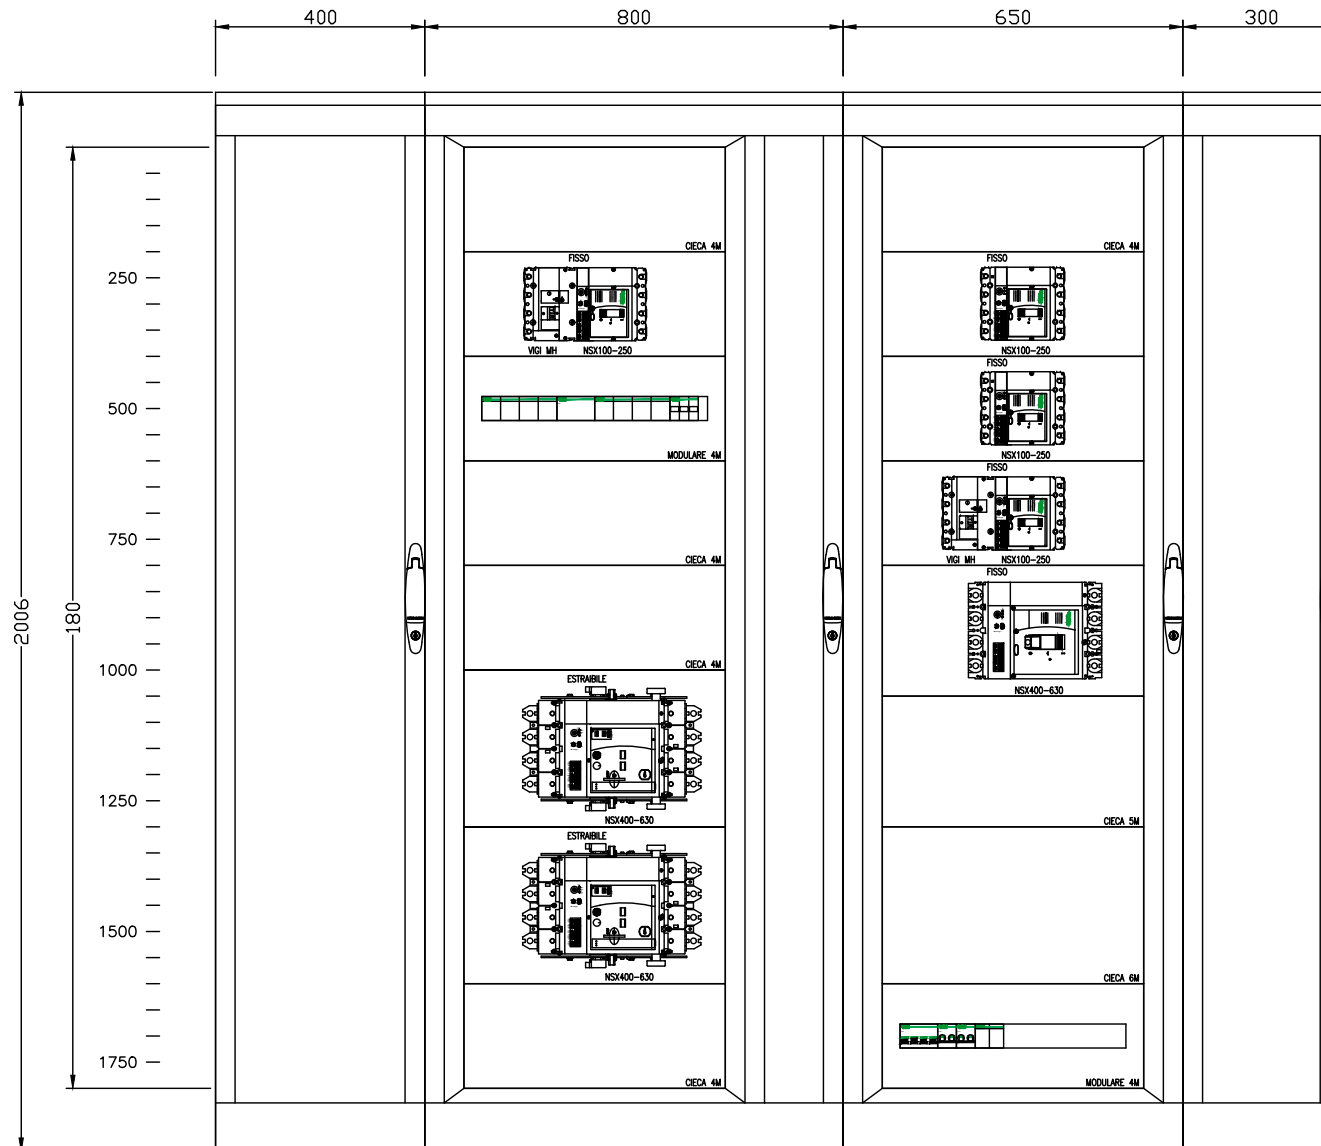 400 800 650 300
CIECA 4M CIECA 4M
FISSO FISSO
250
VIGI MH NSX100-250 NSX100-250
FISSO
500
MODULARE 4M NSX100-250
FISSO
750
CIECA 4M VIGI MH NSX100-250
FISSO
2006
180
1000
CIECA 4M
ESTRAIBILE NSX400-630
1250
NSX400-630 CIECA 5M
ESTRAIBILE
1500
NSX400-630 CIECA 6M
1750
CIECA 4M MODULARE 4M